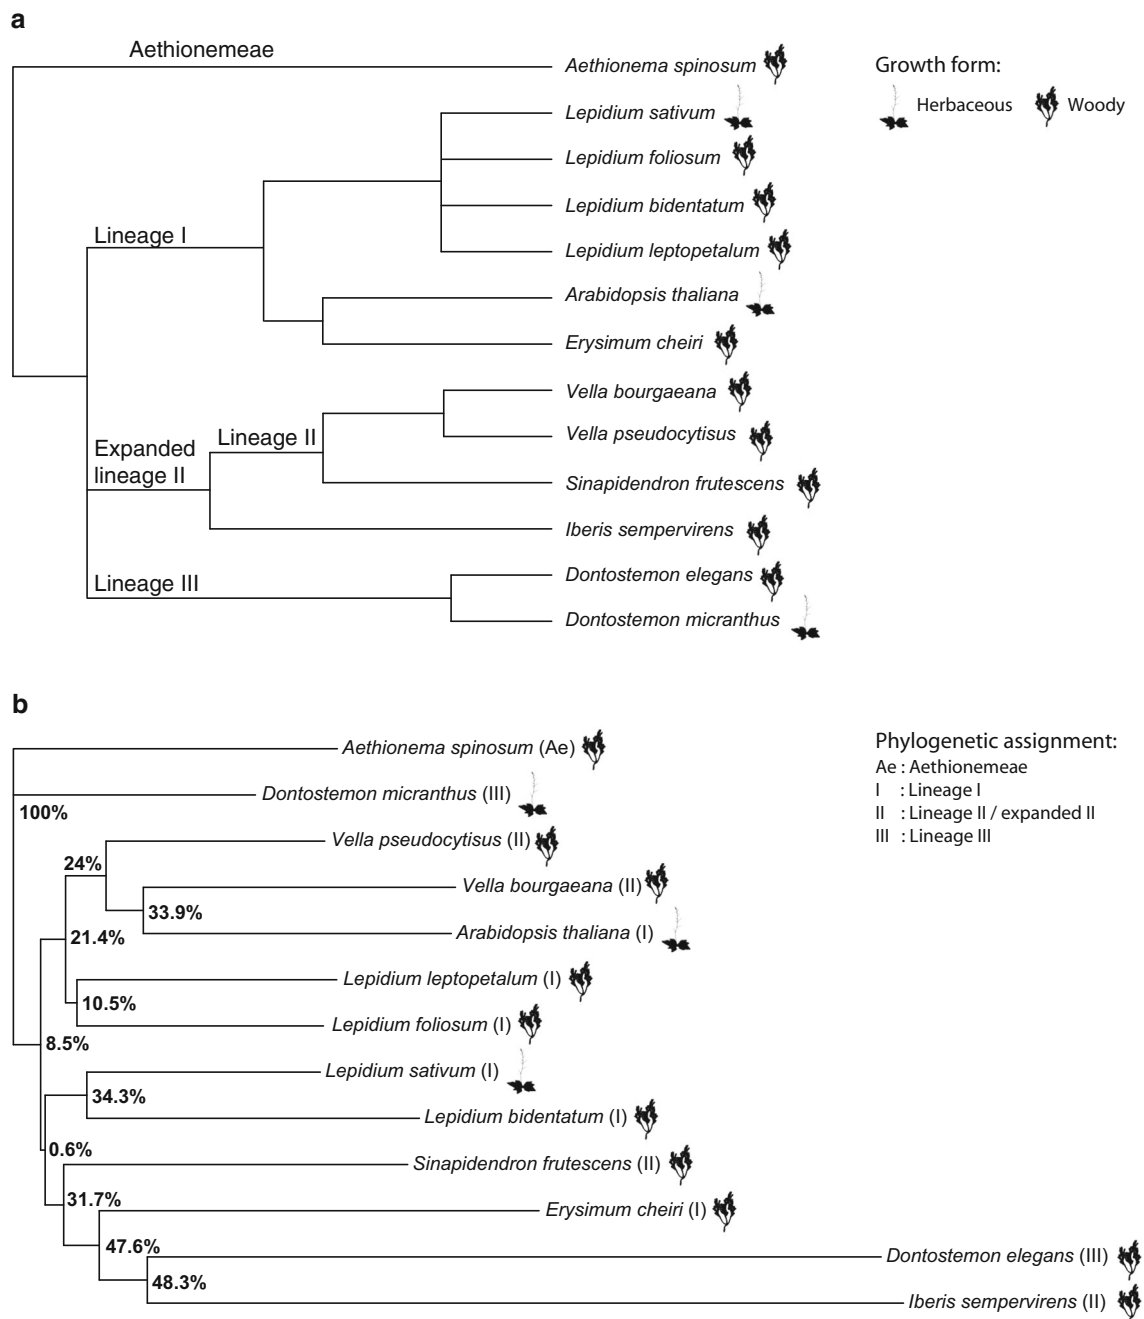 a
Aethionemeae
Aethionema spinosum
Growth form:
Herbaceous
Woody
Lepidium sativum
Lepidium foliosum
Lepidium bidentatum
Lineage I
Lepidium leptopetalum
Arabidopsis thaliana
Erysimum cheiri
Vella bourgaeana
Expanded
lineage II
Lineage II
Vella pseudocytisus
Sinapidendron frutescens
Iberis sempervirens
Lineage III
Dontostemon elegans
Dontostemon micranthus
b
Aethionema spinosum (Ae)
Phylogenetic assignment:
Ae : Aethionemeae
I : Lineage I
II : Lineage II / expanded II
III : Lineage III
Dontostemon micranthus (III)
100%
Vella pseudocytisus (II)
24%
Vella bourgaeana (II)
33.9%
Arabidopsis thaliana (I)
21.4%
Lepidium leptopetalum (I)
10.5%
Lepidium foliosum (I)
8.5%
Lepidium sativum (I)
34.3%
Lepidium bidentatum (I)
0.6%
Sinapidendron frutescens (II)
31.7%
Erysimum cheiri (I)
47.6%
Dontostemon elegans (III)
48.3%
Iberis sempervirens (II)